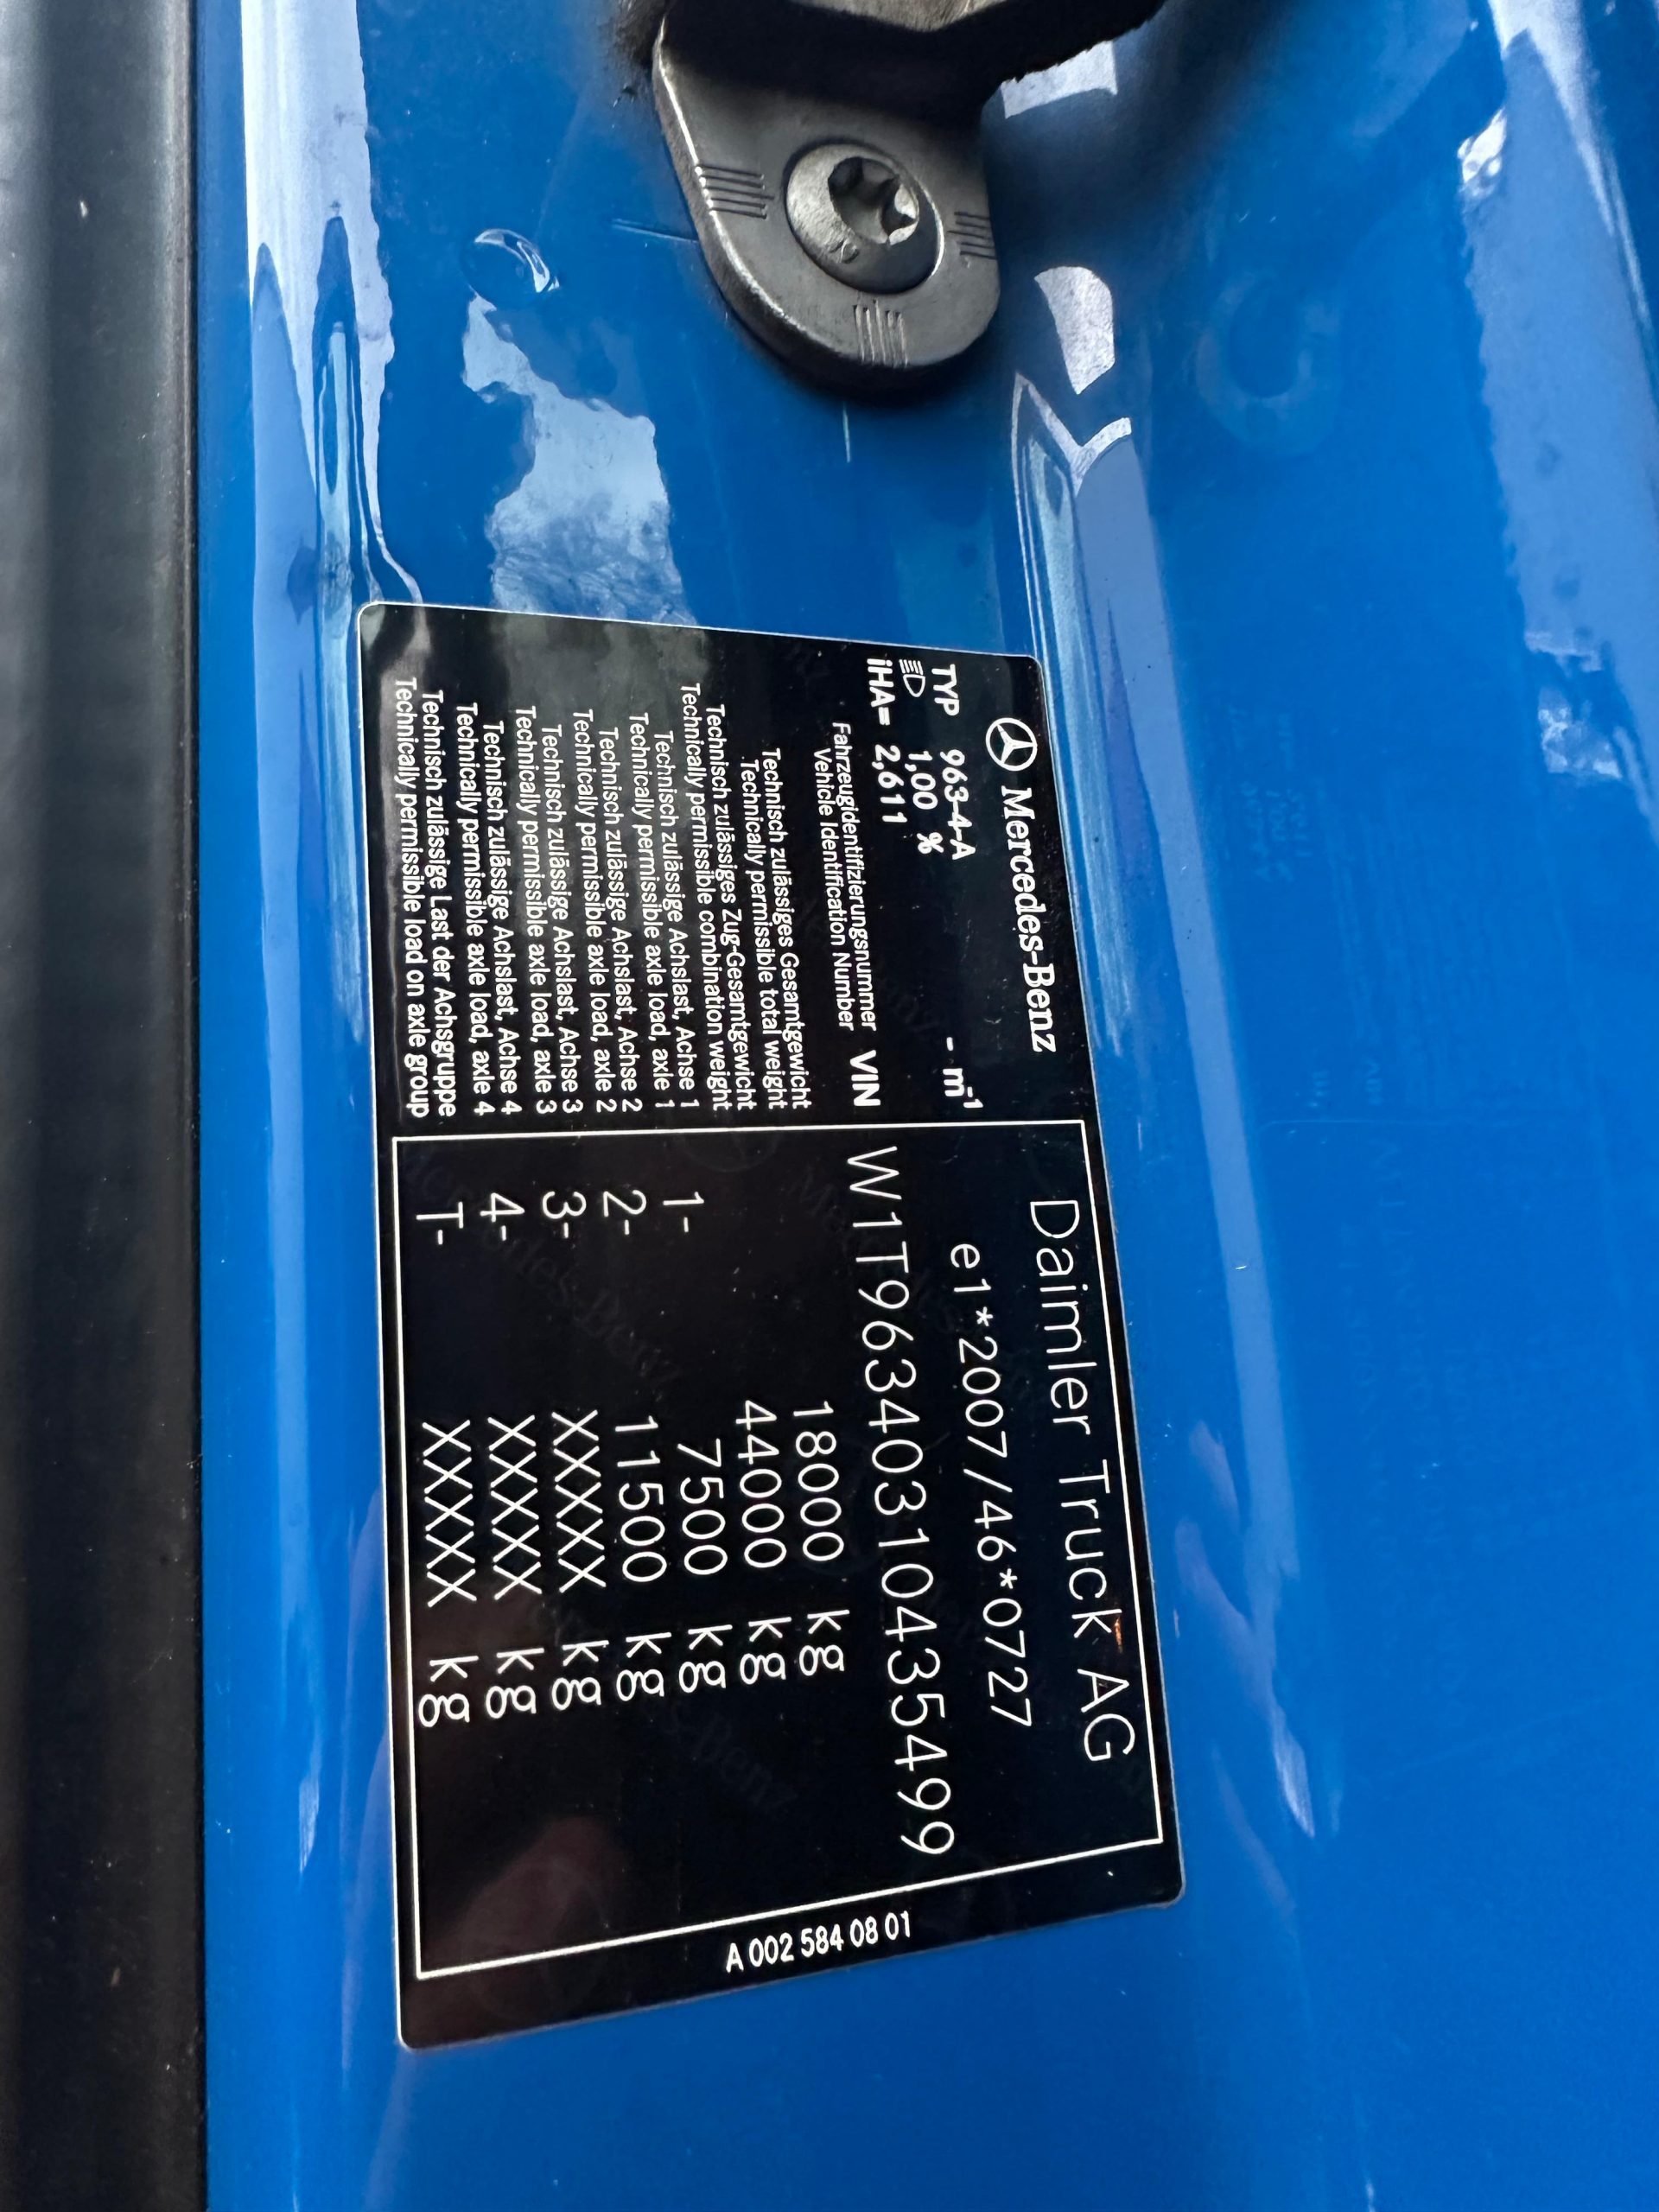 Mercedes-Benz
TYP 963-4-A - m⁻¹
1,00 %
iHA= 2,611
Daimler Truck AG
e1*2007/46*0727
Fahrzeugidentifizierungsnummer
Vehicle Identification Number
VIN W1T96340310435499
Technisch zulässiges Gesamtgewicht
Technically permissible total weight
18000 kg
Technisch zulässiges Zug-Gesamtgewicht
Technically permissible combination weight
44000 kg
Technisch zulässige Achslast, Achse 1
Technically permissible axle load, axle 1
1- 7500 kg
Technisch zulässige Achslast, Achse 2
Technically permissible axle load, axle 2
2- 11500 kg
Technisch zulässige Achslast, Achse 3
Technically permissible axle load, axle 3
3- XXXXX kg
Technisch zulässige Achslast, Achse 4
Technically permissible axle load, axle 4
4- XXXXX kg
Technisch zulässige Last der Achsgruppe
Technically permissible load on axle group
T- XXXXX kg
A 002 584 08 01